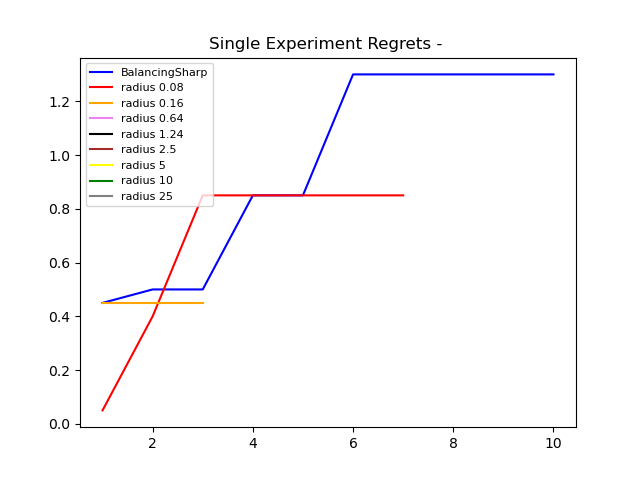 Single Experiment Regrets -
BalancingSharp
radius 0.08
radius 0.16
radius 0.64
radius 1.24
radius 2.5
radius 5
radius 10
radius 25
1.2
1.0
0.8
0.6
0.4
0.2
0.0
2 4 6 8 10